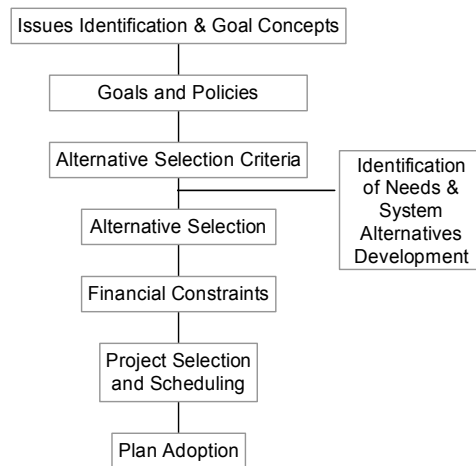 Issues Identification & Goal Concepts
Goals and Policies
Alternative Selection Criteria
Identification
of Needs &
System
Alternatives
Development
Alternative Selection
Financial Constraints
Project Selection
and Scheduling
Plan Adoption